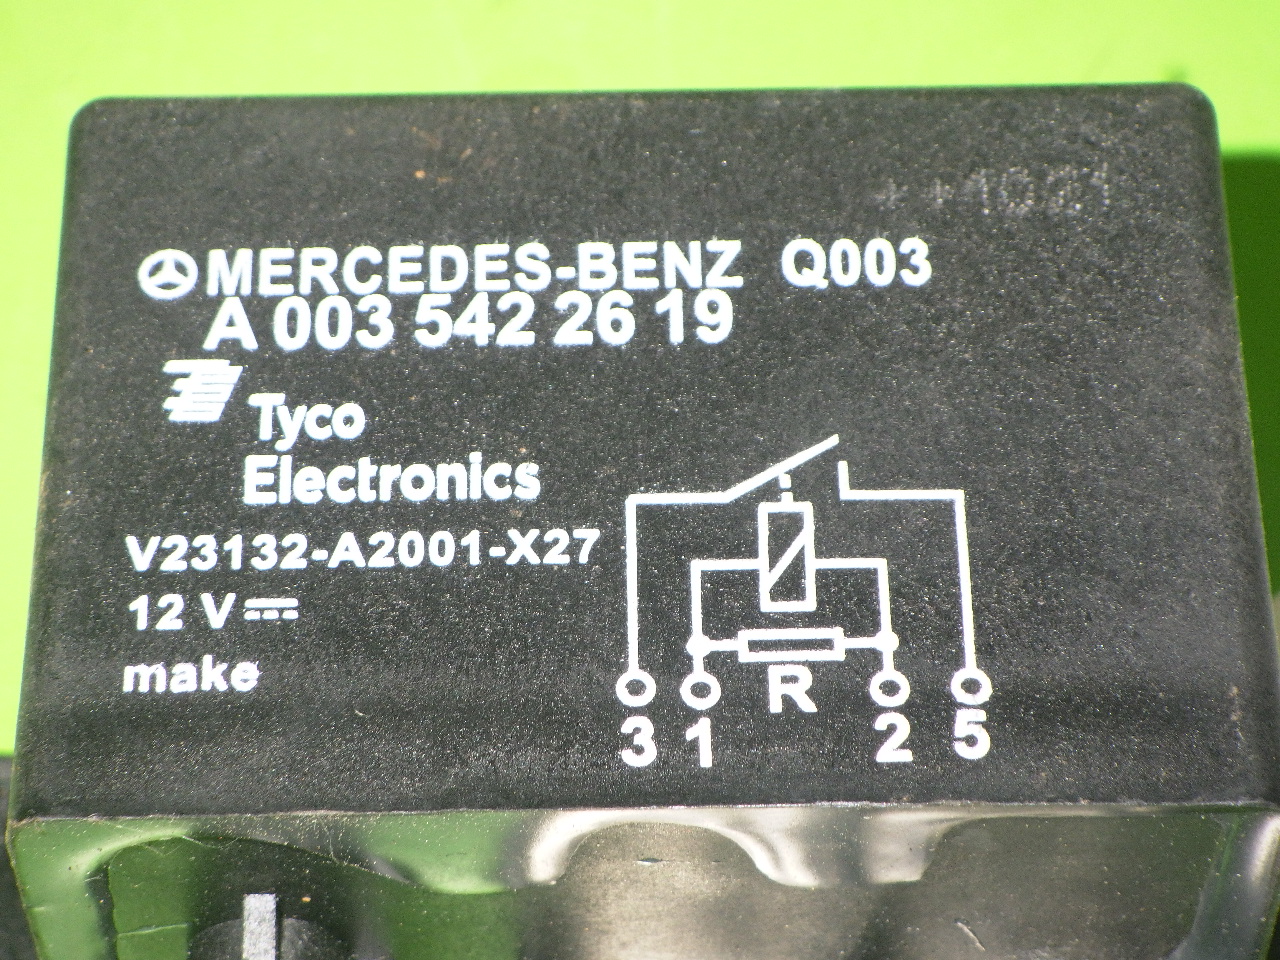 MERCEDES-BENZ Q003
A 003 542 26 19
Tyco
Electronics
V23132-A2001-X27
12 V
make
R
3 1 2 5